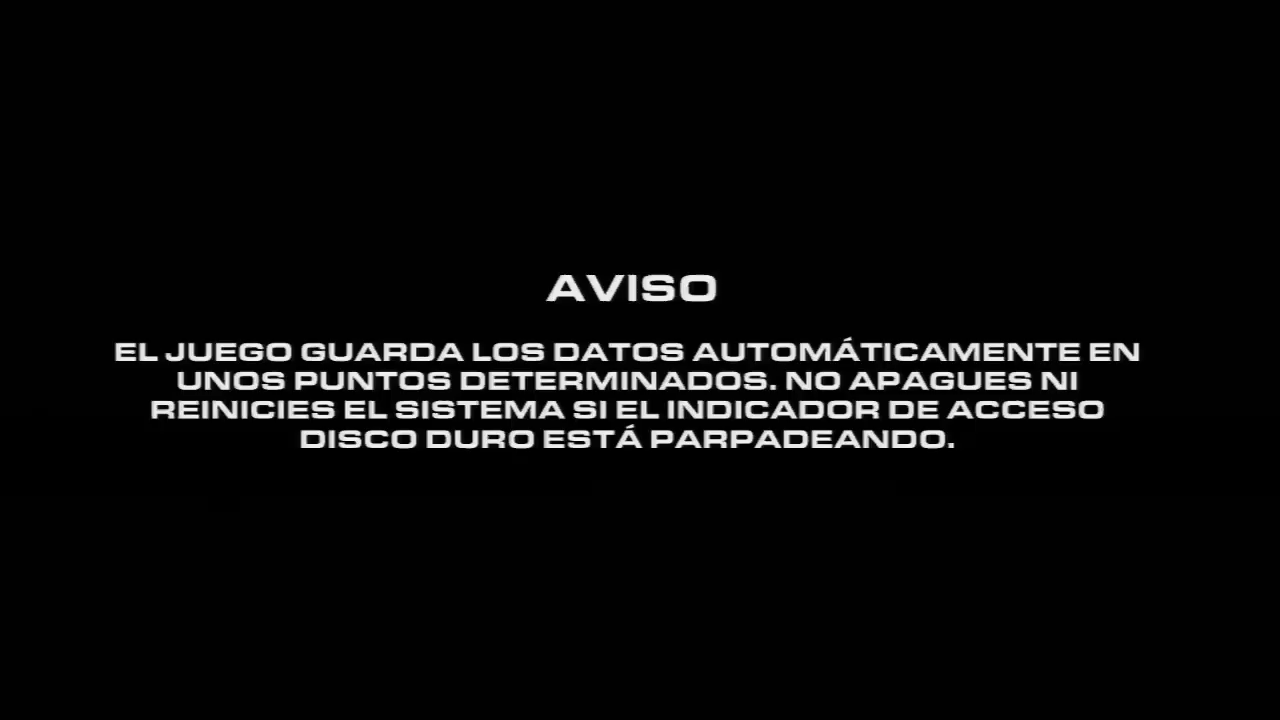 AVISO
EL JUEGO GUARDA LOS DATOS AUTOMÁTICAMENTE EN
UNOS PUNTOS DETERMINADOS. NO APAGUES NI
REINICIES EL SISTEMA SI EL INDICADOR DE ACCESO
DISCO DURO ESTÁ PARPADEANDO.